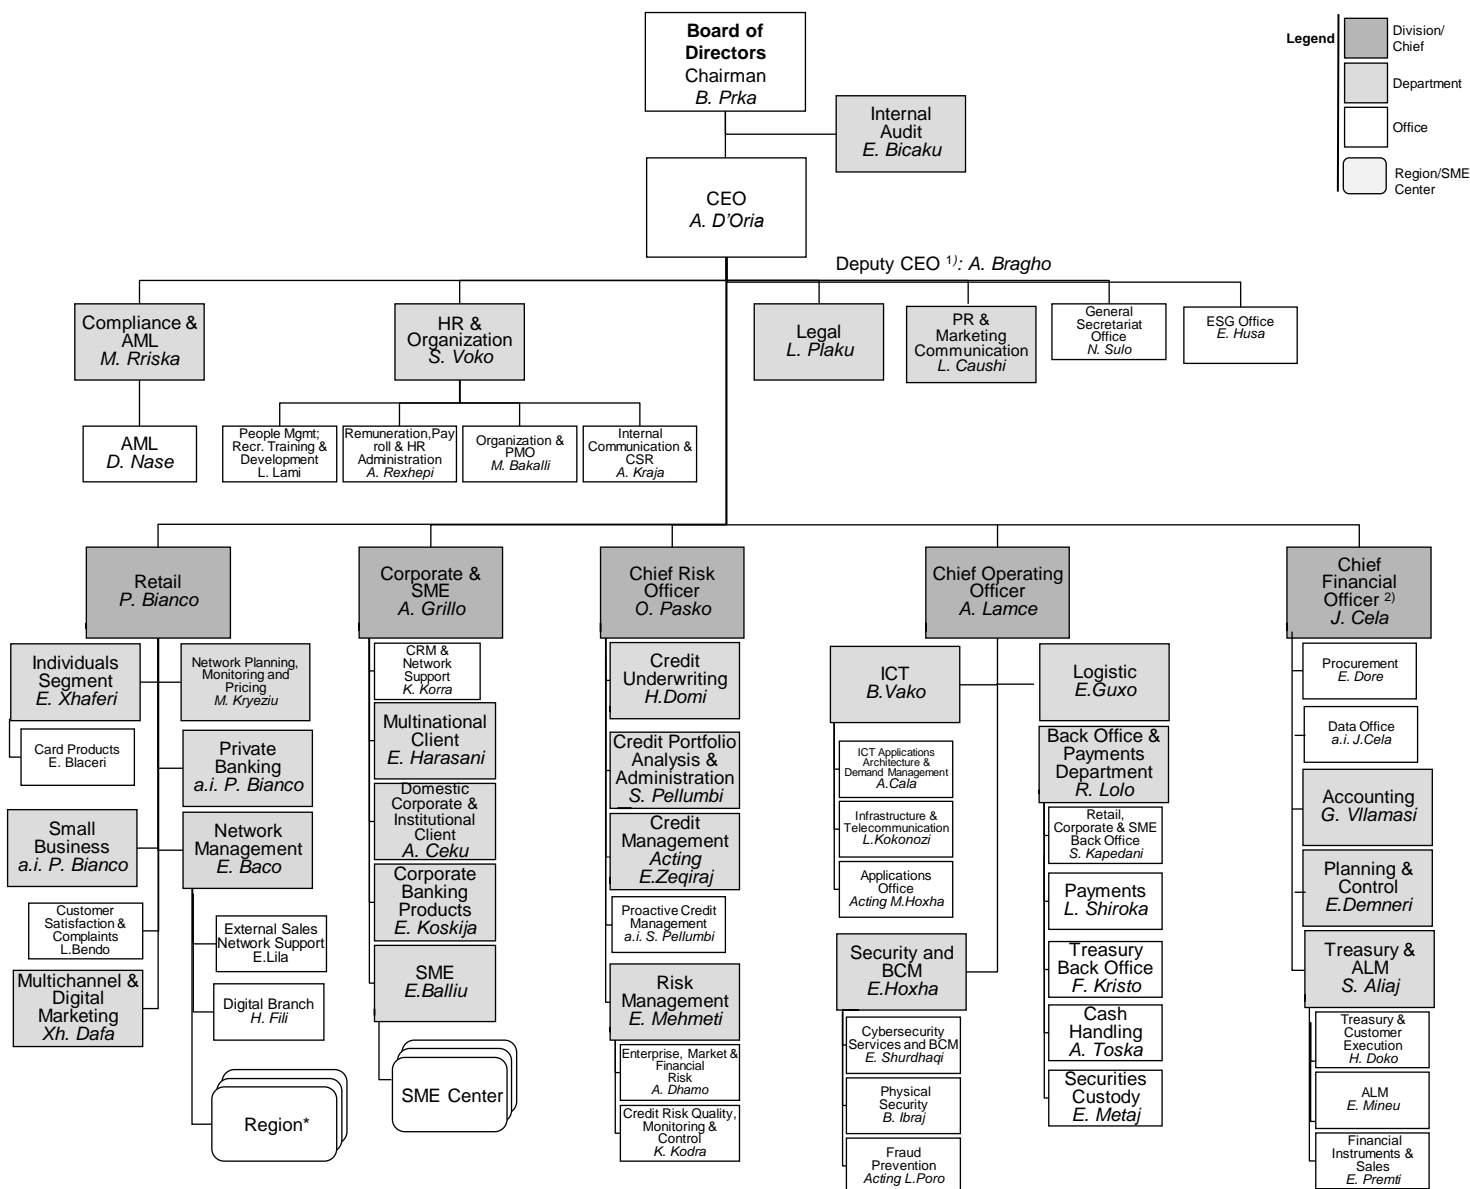 Board of
Directors
Chairman
B. Prka
Legend
Division/
Chief
Department
Office
Region/SME
Center
Internal
Audit
E. Bicaku
CEO
A. D'Oria
Deputy CEO ¹⁾: A. Bragho
Compliance &
AML
M. Rriska
HR &
Organization
S. Voko
Legal
L. Plaku
PR &
Marketing
Communication
L. Caushi
General
Secretariat
Office
N. Sulo
ESG Office
E. Husa
AML
D. Nase
People Mgmt;
Recr. Training &
Development
L. Lami
Remuneration,Pay
roll & HR
Administration
A. Rexhepi
Organization &
PMO
M. Bakalli
Internal
Communication &
CSR
A. Kraja
Retail
P. Bianco
Corporate &
SME
A. Grillo
Chief Risk
Officer
O. Pasko
Chief Operating
Officer
A. Lamce
Chief
Financial
Officer ²⁾
J. Cela
Individuals
Segment
E. Xhaferi
Card Products
E. Blaceri
Small
Business
a.i. P. Bianco
Customer
Satisfaction &
Complaints
L.Bendo
Multichannel &
Digital
Marketing
Xh. Dafa
Network Planning,
Monitoring and
Pricing
M. Kryeziu
Private
Banking
a.i. P. Bianco
Network
Management
E. Baco
External Sales
Network Support
E.Lila
Digital Branch
H. Fili
Region*
CRM &
Network
Support
K. Korra
Multinational
Client
E. Harasani
Domestic
Corporate &
Institutional
Client
A. Ceku
Corporate
Banking
Products
E. Koskija
SME
E.Balliu
SME Center
Credit
Underwriting
H.Domi
Credit Portfolio
Analysis &
Administration
S. Pellumbi
Credit
Management
Acting
E.Zeqiraj
Proactive Credit
Management
a.i. S. Pellumbi
Risk
Management
E. Mehmeti
Enterprise, Market &
Financial
Risk
A. Dhamo
Credit Risk Quality,
Monitoring &
Control
K. Kodra
ICT
B.Vako
ICT Applications
Architecture &
Demand Management
A.Cala
Infrastructure &
Telecommunication
L.Kokonozi
Applications
Office
Acting M.Hoxha
Security and
BCM
E.Hoxha
Cybersecurity
Services and BCM
E. Shurdhaqi
Physical
Security
B. Ibraj
Fraud
Prevention
Acting L.Poro
Logistic
E.Guxo
Back Office &
Payments
Department
R. Lolo
Retail,
Corporate & SME
Back Office
S. Kapedani
Payments
L. Shiroka
Treasury
Back Office
F. Kristo
Cash
Handling
A. Toska
Securities
Custody
E. Metaj
Procurement
E. Dore
Data Office
a.i. J.Cela
Accounting
G. Vllamasi
Planning &
Control
E.Demneri
Treasury &
ALM
S. Aliaj
Treasury &
Customer
Execution
H. Doko
ALM
E. Mineu
Financial
Instruments &
Sales
E. Premti